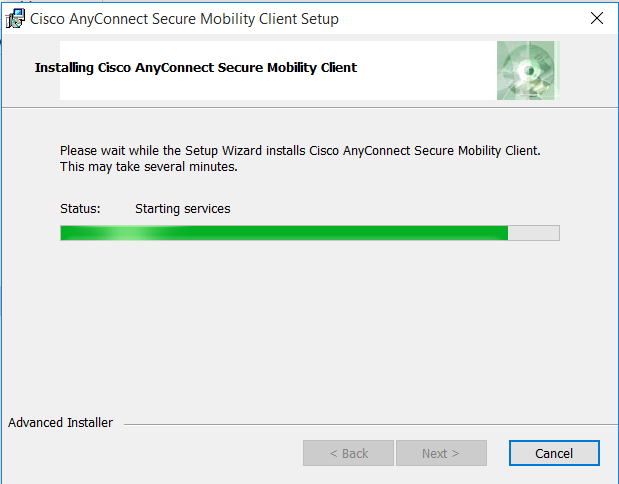 Cisco AnyConnect Secure Mobility Client Setup
Installing Cisco AnyConnect Secure Mobility Client
Please wait while the Setup Wizard installs Cisco AnyConnect Secure Mobility Client.
This may take several minutes.
Status: Starting services
Advanced Installer
< Back Next > Cancel